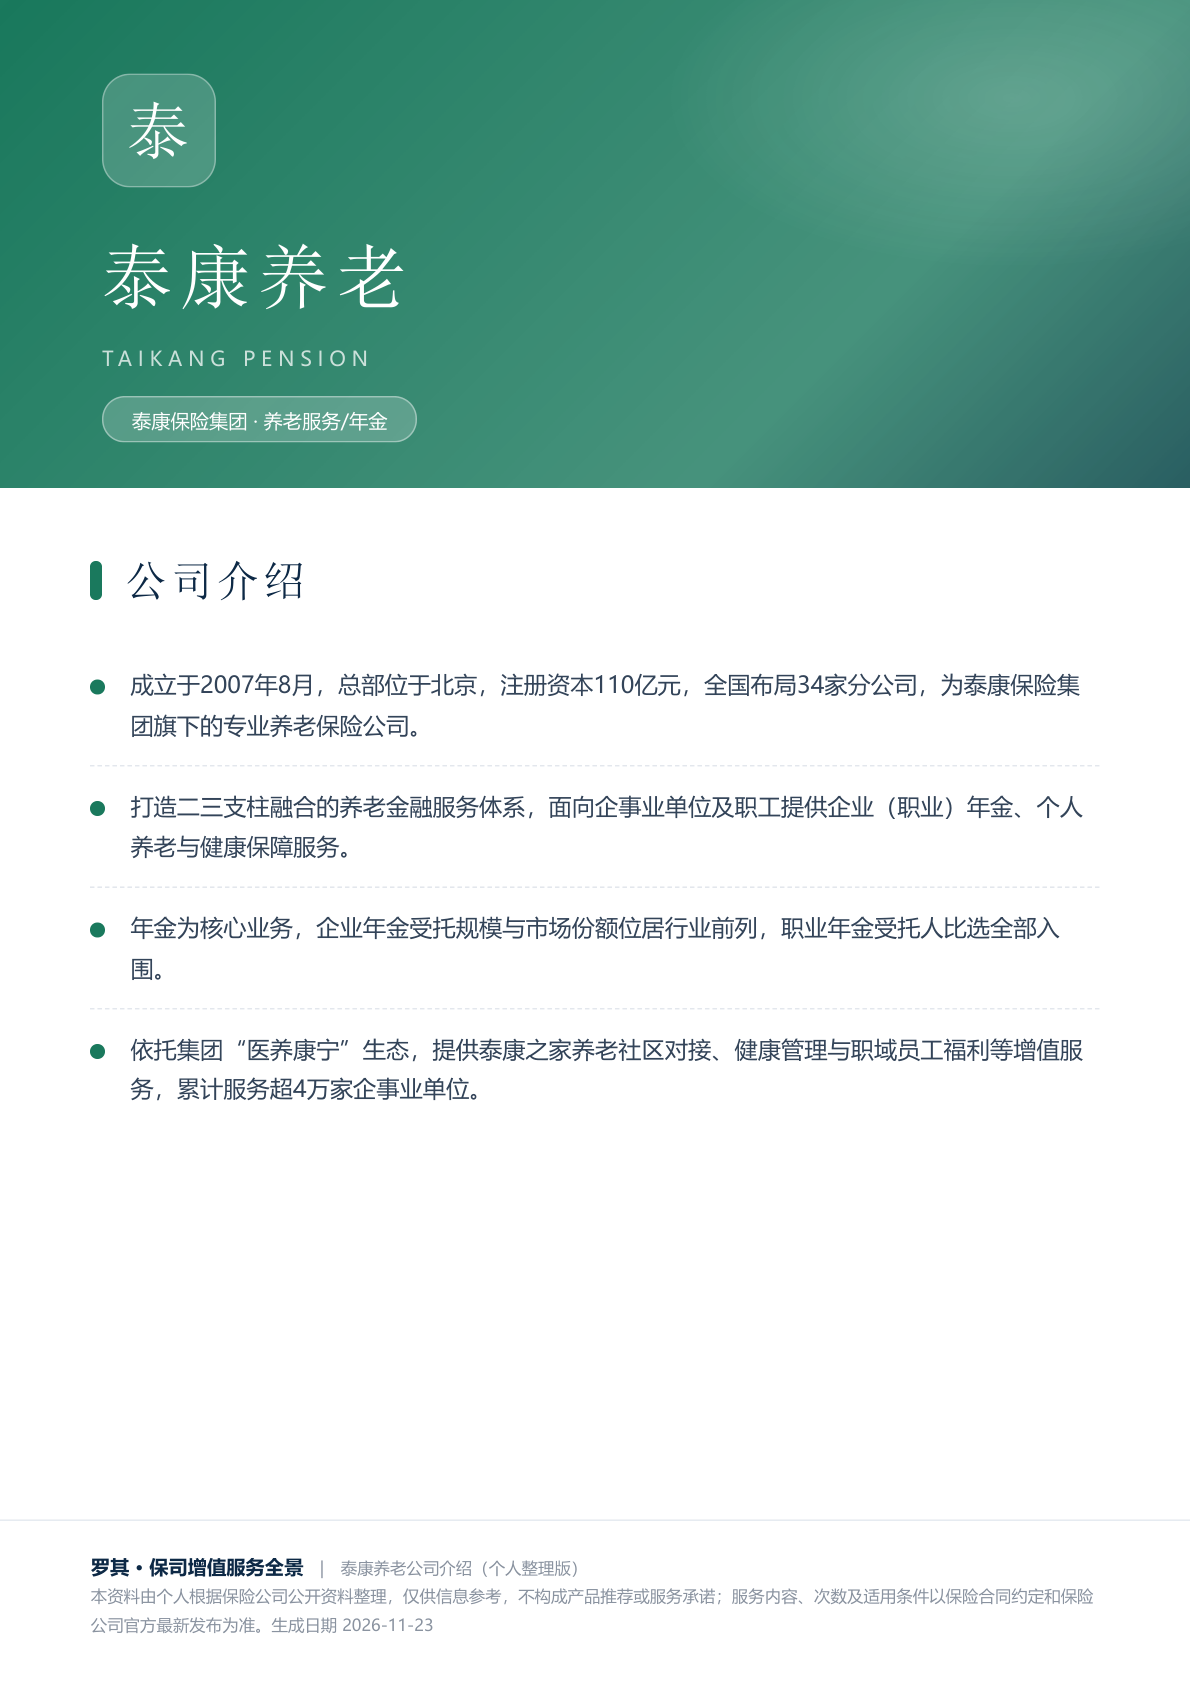 泰
泰康养老
TAIKANG PENSION
泰康保险集团 · 养老服务/年金
公司介绍
成立于2007年8月，总部位于北京，注册资本110亿元，全国布局34家分公司，为泰康保险集
团旗下的专业养老保险公司。
打造二三支柱融合的养老金融服务体系，面向企事业单位及职工提供企业（职业）年金、个人
养老与健康保障服务。
年金为核心业务，企业年金受托规模与市场份额位居行业前列，职业年金受托人比选全部入
围。
依托集团“医养康宁”生态，提供泰康之家养老社区对接、健康管理与职域员工福利等增值服
务，累计服务超4万家企事业单位。
罗其 • 保司增值服务全景 | 泰康养老公司介绍（个人整理版）
本资料由个人根据保险公司公开资料整理，仅供信息参考，不构成产品推荐或服务承诺；服务内容、次数及适用条件以保险合同约定和保险
公司官方最新发布为准。生成日期 2026-11-23